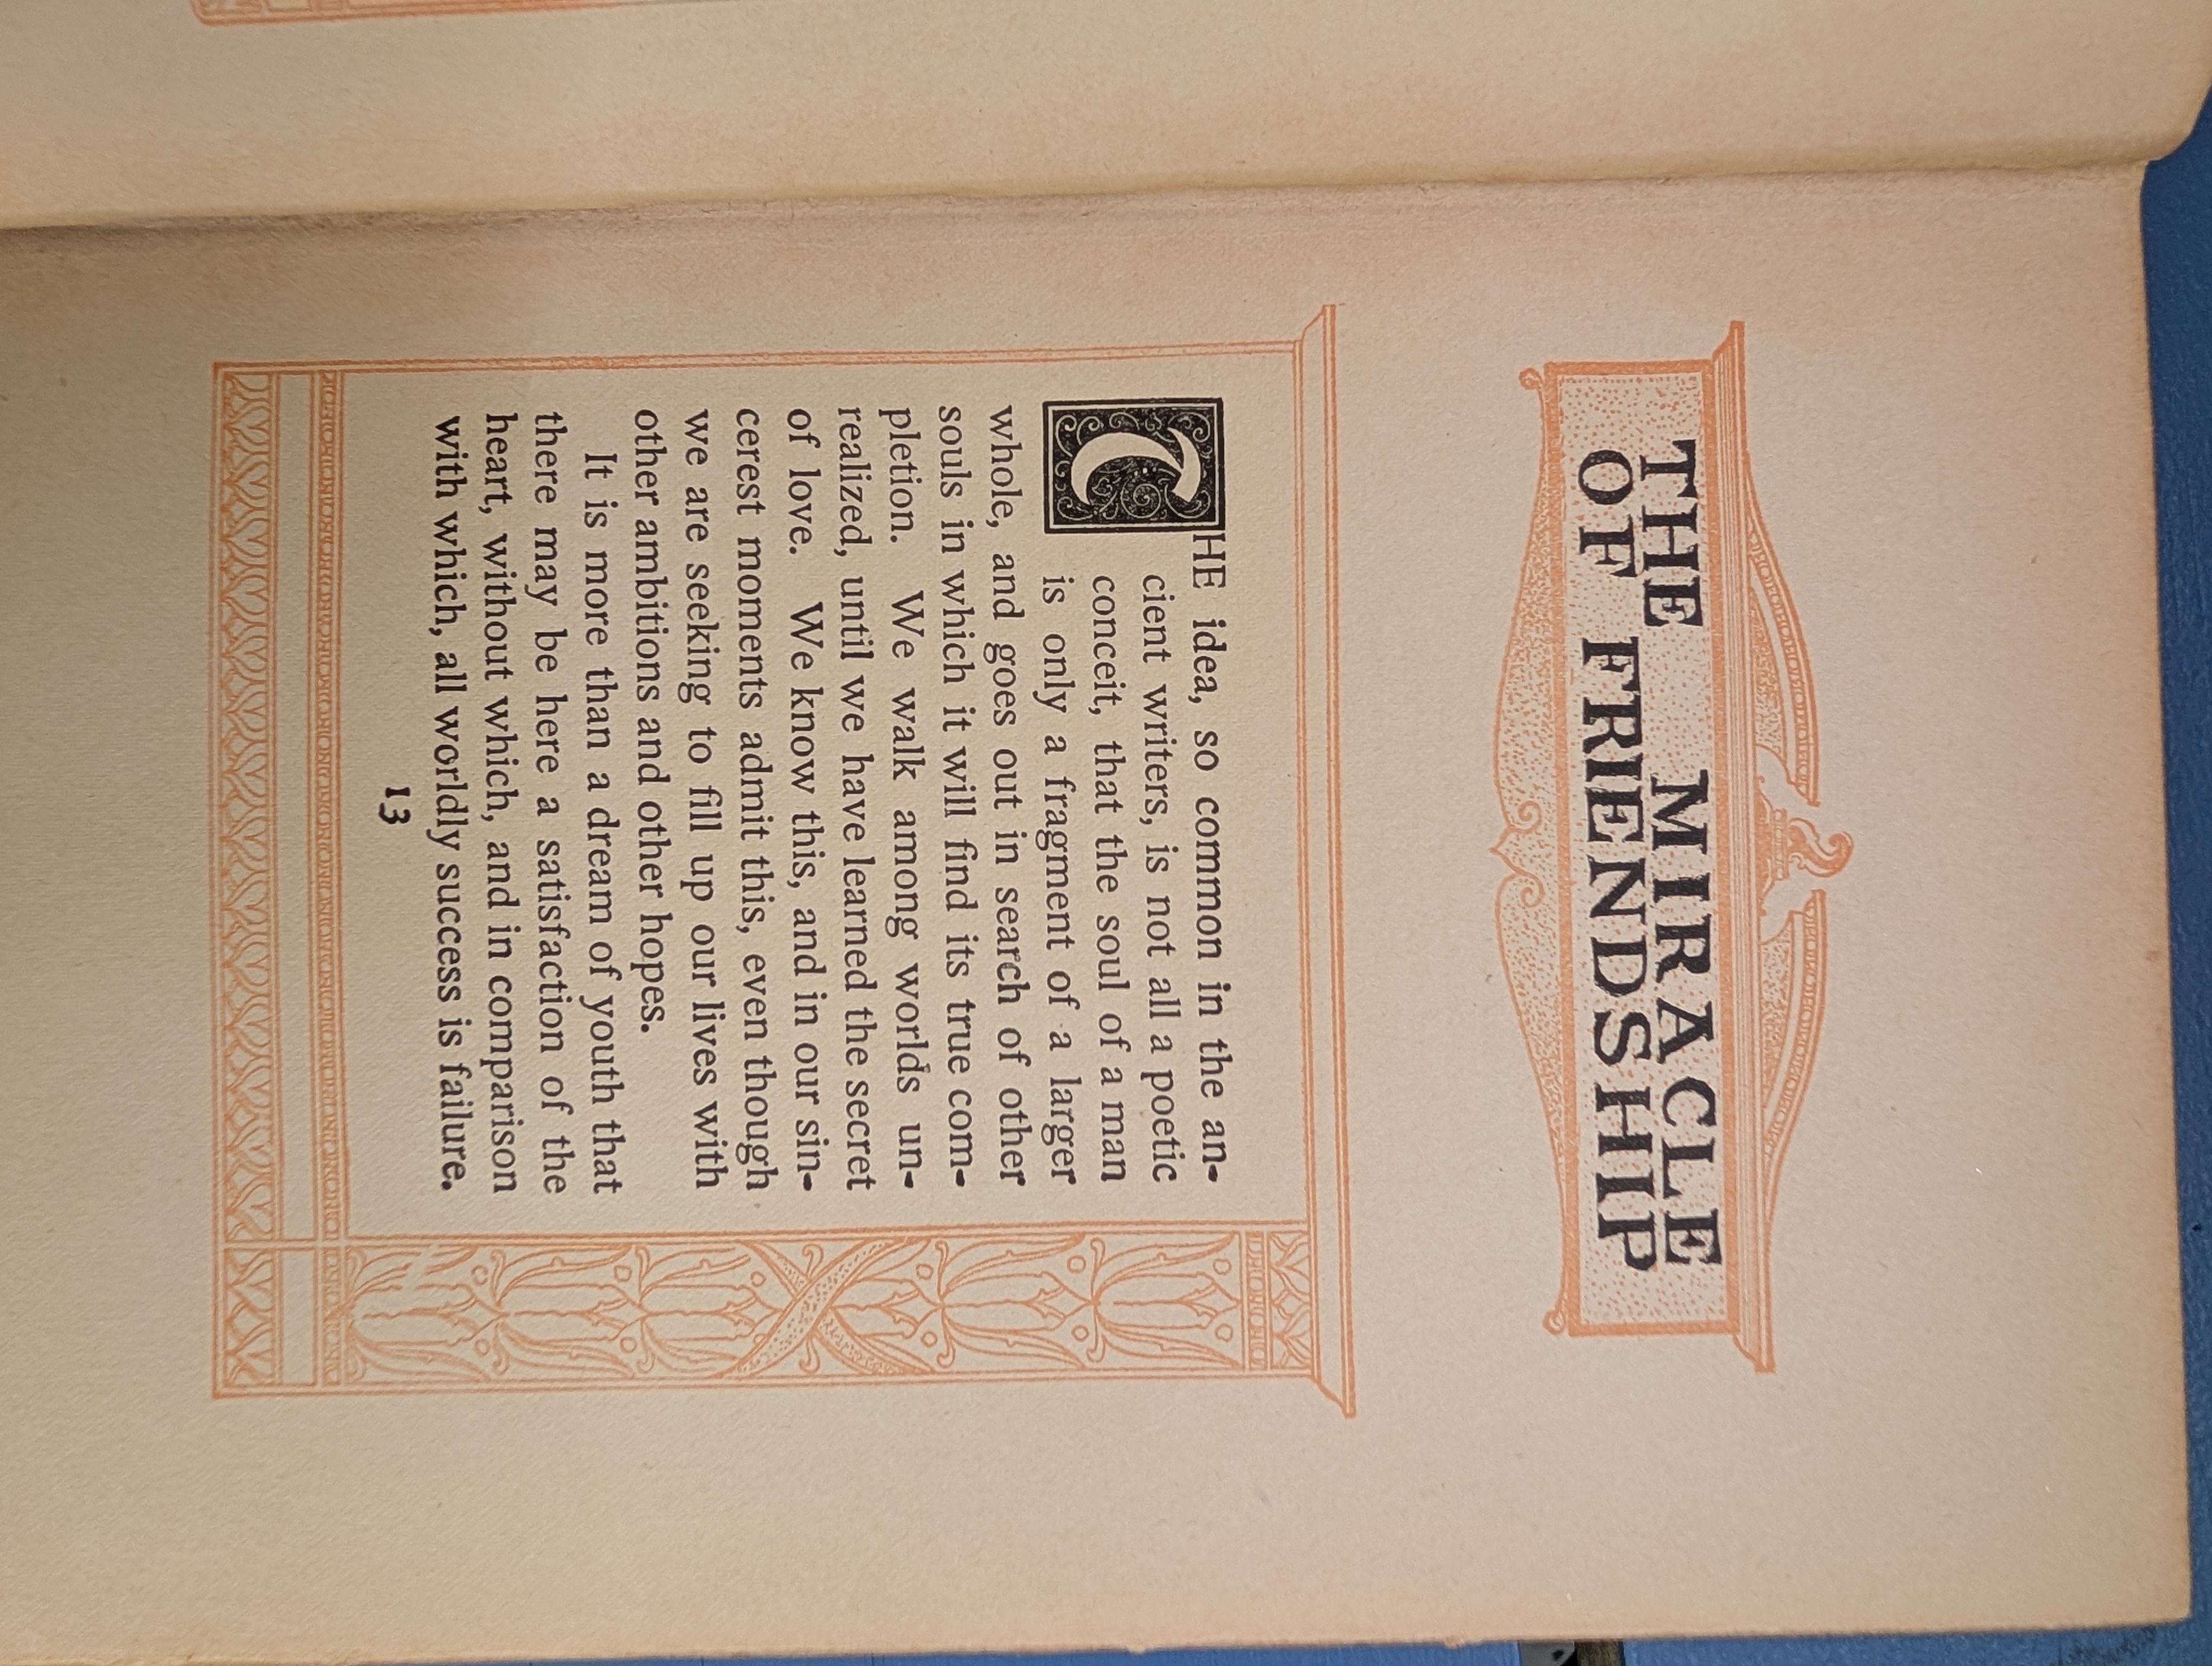 THE MIRACLE
OF FRIENDSHIP
THE idea, so common in the an-
cient writers, is not all a poetic
conceit, that the soul of a man
is only a fragment of a larger
whole, and goes out in search of other
souls in which it will find its true com-
pletion. We walk among worlds un-
realized, until we have learned the secret
of love. We know this, and in our sin-
cerest moments admit this, even though
we are seeking to fill up our lives with
other ambitions and other hopes.
It is more than a dream of youth that
there may be here a satisfaction of the
heart, without which, and in comparison
with which, all worldly success is failure.
13